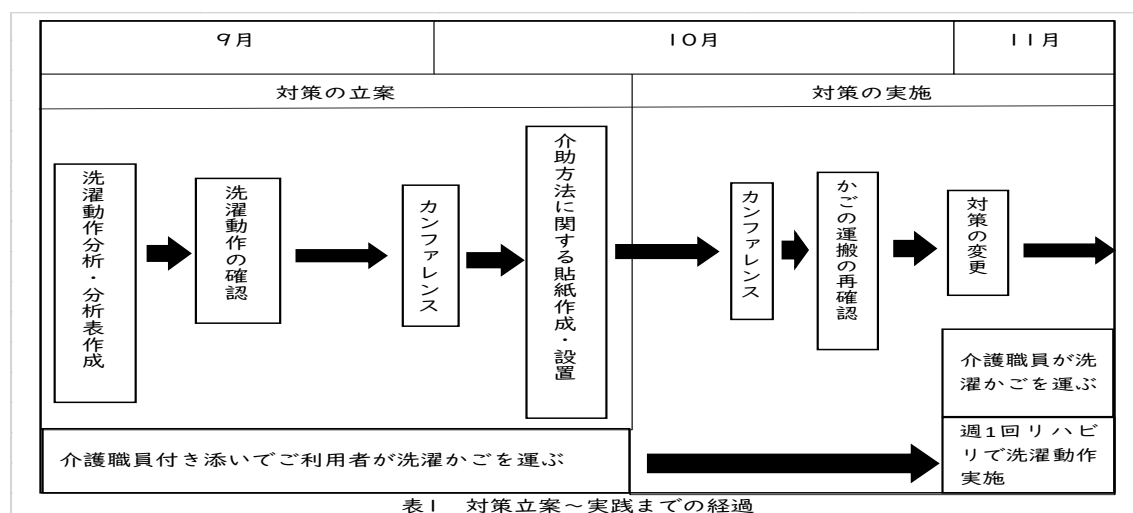 9月
10月
11月
対策の立案
対策の実施
洗濯動作分析・分析表作成
洗濯動作の確認
カンファレンス
介助方法に関する貼紙作成・設置
カンファレンス
かごの運搬の再確認
対策の変更
介護職員が洗
濯かごを運ぶ
介護職員付き添いでご利用者が洗濯かごを運ぶ
週1回リハビ
リで洗濯動作
実施
表1 対策立案～実践までの経過